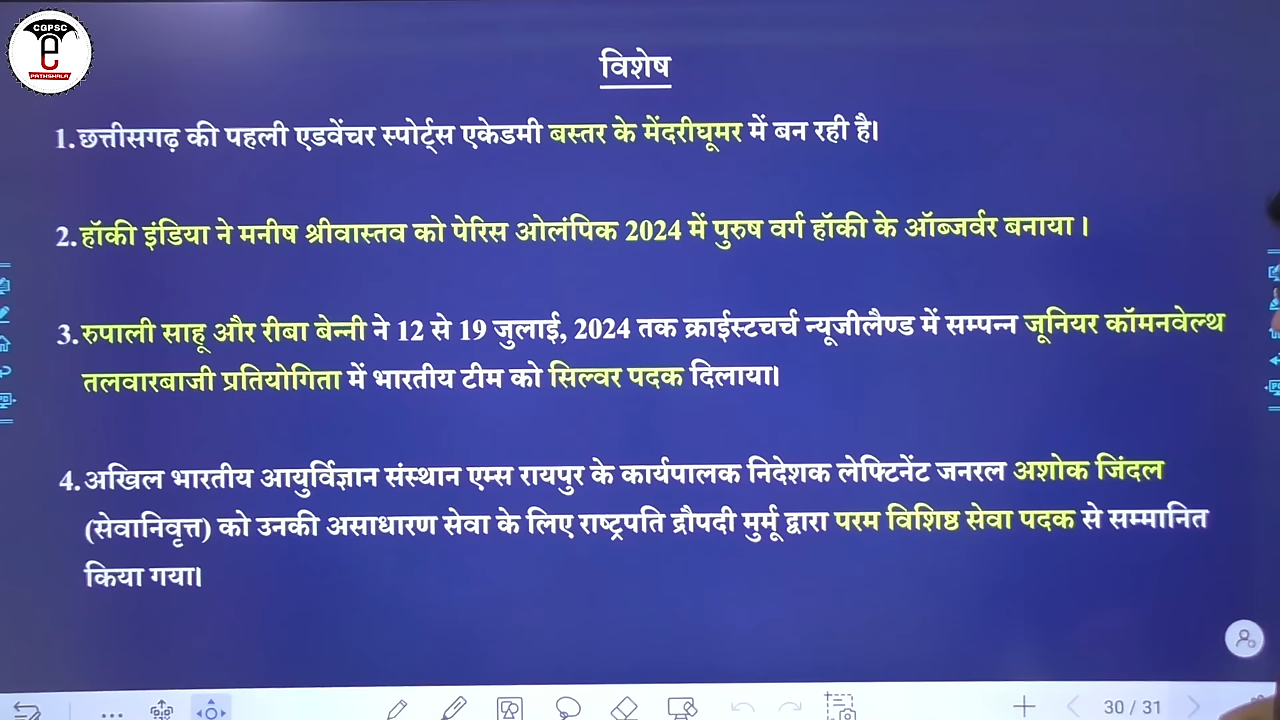 CGPSC
e
PATHSHALA
विशेष
1. छत्तीसगढ़ की पहली एडवेंचर स्पोर्ट्स एकेडमी बस्तर के मेंदरीघूमर में बन रही है।
2. हॉकी इंडिया ने मनीष श्रीवास्तव को पेरिस ओलंपिक 2024 में पुरुष वर्ग हॉकी के ऑब्जर्वर बनाया ।
3. रुपाली साहू और रीबा बेन्नी ने 12 से 19 जुलाई, 2024 तक क्राईस्टचर्च न्यूजीलैण्ड में सम्पन्न जूनियर कॉमनवेल्थ
तलवारबाजी प्रतियोगिता में भारतीय टीम को सिल्वर पदक दिलाया।
4. अखिल भारतीय आयुर्विज्ञान संस्थान एम्स रायपुर के कार्यपालक निदेशक लेफ्टिनेंट जनरल अशोक जिंदल
(सेवानिवृत्त) को उनकी असाधारण सेवा के लिए राष्ट्रपति द्रौपदी मुर्मू द्वारा परम विशिष्ठ सेवा पदक से सम्मानित
किया गया।
30 / 31